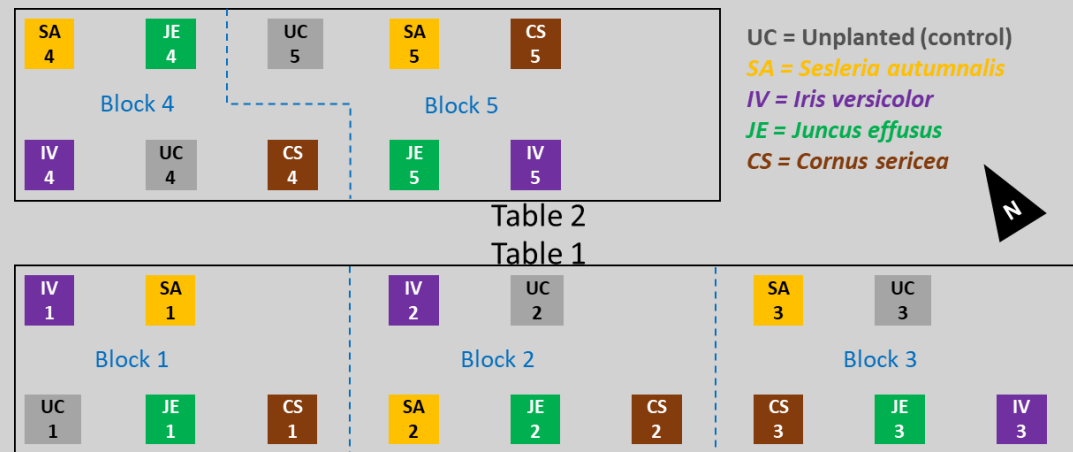 SA JE UC SA CS
4 4 5 5 5
Block 4 Block 5
IV UC CS JE IV
4 4 4 5 5
UC = Unplanted (control)
SA = Sesleria autumnalis
IV = Iris versicolor
JE = Juncus effusus
CS = Cornus sericea
N
Table 2
Table 1
IV SA IV UC SA UC
1 1 2 2 3 3
Block 1 Block 2 Block 3
UC JE CS SA JE CS CS JE IV
1 1 1 2 2 2 3 3 3